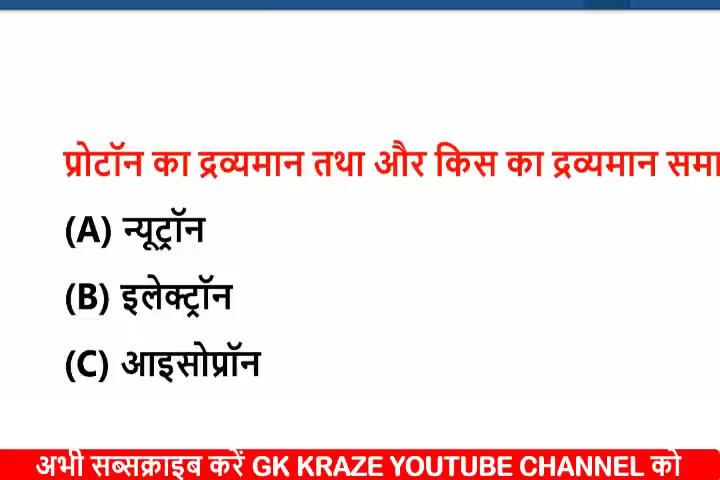 प्रोटॉन का द्रव्यमान तथा और किस का द्रव्यमान समा
(A) न्यूट्रॉन
(B) इलेक्ट्रॉन
(C) आइसोप्रॉन
अभी सब्सक्राइब करें GK KRAZE YOUTUBE CHANNEL को